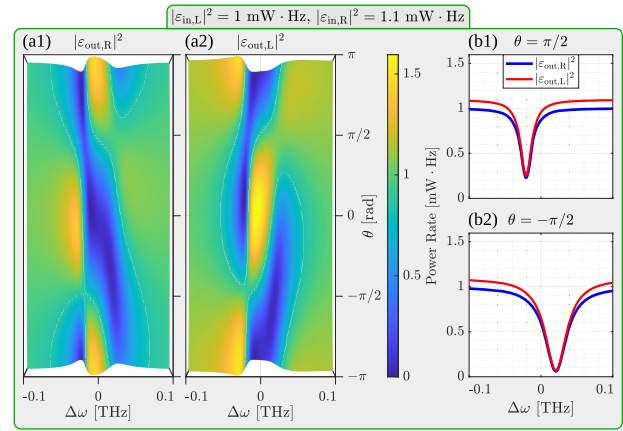 |ε_in,L|² = 1 mW · Hz, |ε_in,R|² = 1.1 mW · Hz
(a1) |ε_out,R|²
(a2) |ε_out,L|²
π
π/2
0
−π/2
−π
θ [rad]
-0.1 0 0.1
Δω [THz]
-0.1 0 0.1
Δω [THz]
1.5
1
0.5
0
Power Rate [mW · Hz]
(b1) θ = π/2
|ε_out,R|²
|ε_out,L|²
1.5
1
0.5
0
(b2) θ = −π/2
1.5
1
0.5
0
-0.1 0 0.1
Δω [THz]